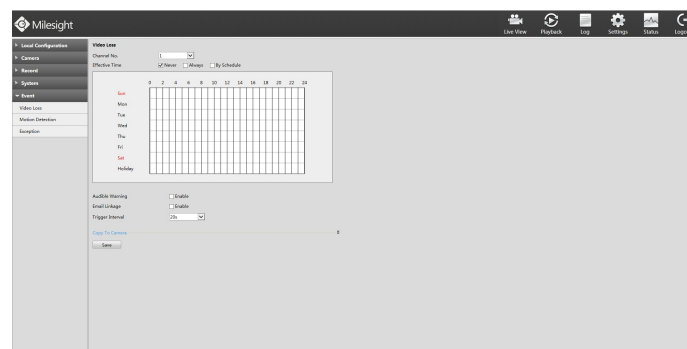 Milesight
Live View Playback Log Settings Status Logo
Local Configuration
Camera
Record
System
Event
Video Loss
Motion Detection
Exception
Video Loss
Channel No. 1
Effective Time Never Always By Schedule
0 2 4 6 8 10 12 14 16 18 20 22 24
Sun
Mon
Tue
Wed
Thu
Fri
Sat
Holiday
Audible Warning Enable
Email Linkage Enable
Trigger Interval 20s
Copy To Camera
Save